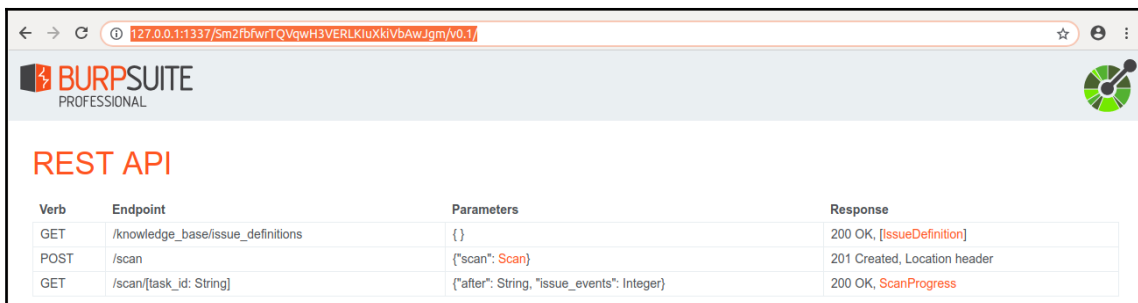 127.0.0.1:1337/Sm2fbfwrTQVqwH3VERLKIuXkiVbAwJgm/v0.1/
BURPSUITE
PROFESSIONAL
REST API
Verb Endpoint Parameters Response
GET /knowledge_base/issue_definitions { } 200 OK, [IssueDefinition]
POST /scan {"scan": Scan} 201 Created, Location header
GET /scan/[task_id: String] {"after": String, "issue_events": Integer} 200 OK, ScanProgress